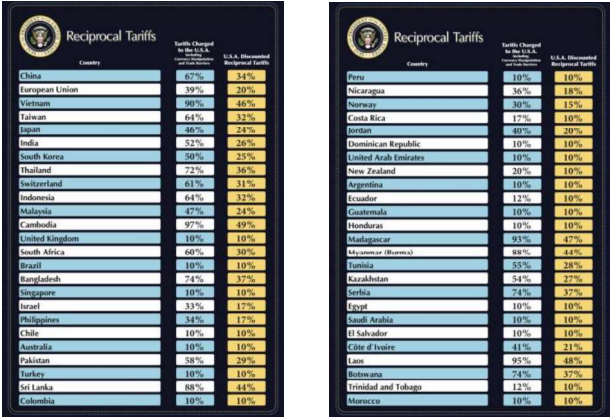 Reciprocal Tariffs
Country
Tariffs Charged
to the U.S.A.
including
Currency Manipulation
and Trade Barriers
U.S.A. Discounted
Reciprocal Tariffs
China 67% 34%
European Union 39% 20%
Vietnam 90% 46%
Taiwan 64% 32%
Japan 46% 24%
India 52% 26%
South Korea 50% 25%
Thailand 72% 36%
Switzerland 61% 31%
Indonesia 64% 32%
Malaysia 47% 24%
Cambodia 97% 49%
United Kingdom 10% 10%
South Africa 60% 30%
Brazil 10% 10%
Bangladesh 74% 37%
Singapore 10% 10%
Israel 33% 17%
Philippines 34% 17%
Chile 10% 10%
Australia 10% 10%
Pakistan 58% 29%
Turkey 10% 10%
Sri Lanka 88% 44%
Colombia 10% 10%
Reciprocal Tariffs
Country
Tariffs Charged
to the U.S.A.
including
Currency Manipulation
and Trade Barriers
U.S.A. Discounted
Reciprocal Tariffs
Peru 10% 10%
Nicaragua 36% 18%
Norway 30% 15%
Costa Rica 17% 10%
Jordan 40% 20%
Dominican Republic 10% 10%
United Arab Emirates 10% 10%
New Zealand 20% 10%
Argentina 10% 10%
Ecuador 12% 10%
Guatemala 10% 10%
Honduras 10% 10%
Madagascar 93% 47%
Myanmar (Burma) 88% 44%
Tunisia 55% 28%
Kazakhstan 54% 27%
Serbia 74% 37%
Egypt 10% 10%
Saudi Arabia 10% 10%
El Salvador 10% 10%
Côte d'Ivoire 41% 21%
Laos 95% 48%
Botswana 74% 37%
Trinidad and Tobago 12% 10%
Morocco 10% 10%